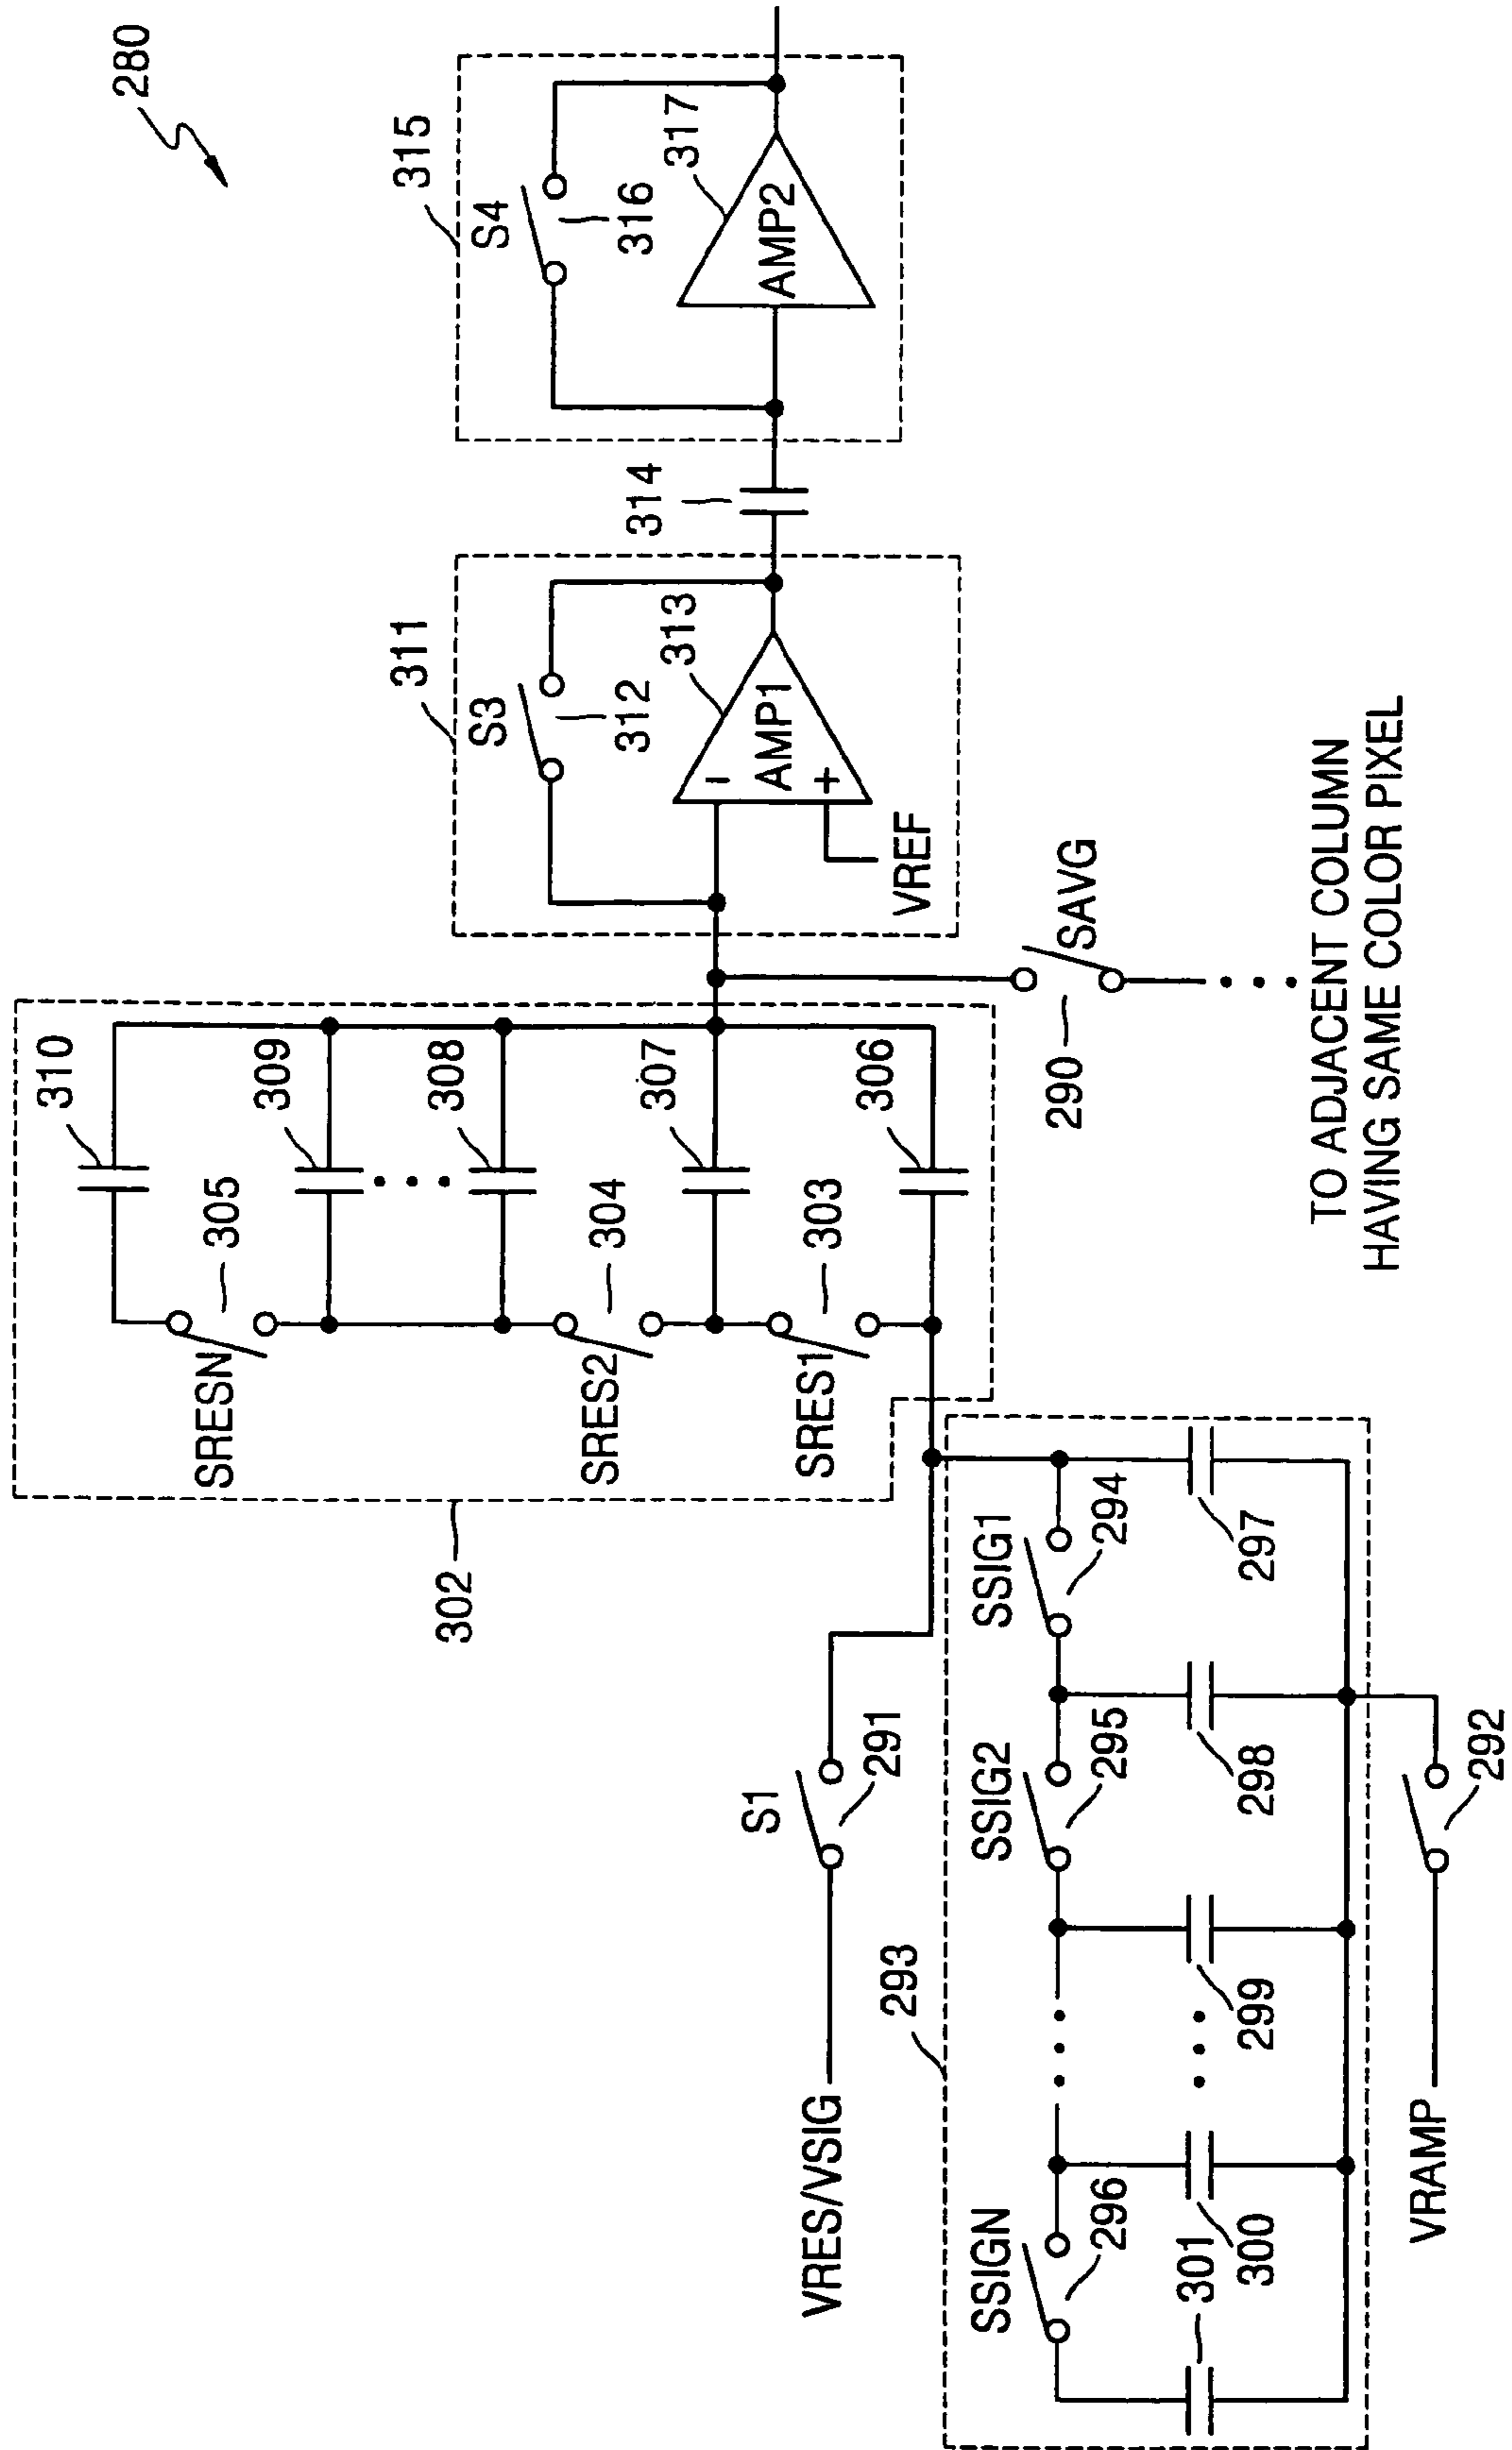 280
315
S4
316
317
AMP2
314
311
S3
312
313
AMP1
−
+
VREF
310
309
308
307
306
SRESN
305
SRES2
304
SRES1
303
302
290
SAVG
TO ADJACENT COLUMN
HAVING SAME COLOR PIXEL
S1
291
VRES/VSIG
293
SSIG1
294
SSIG2
295
SSIGN
296
297
298
299
300
301
VRAMP
292